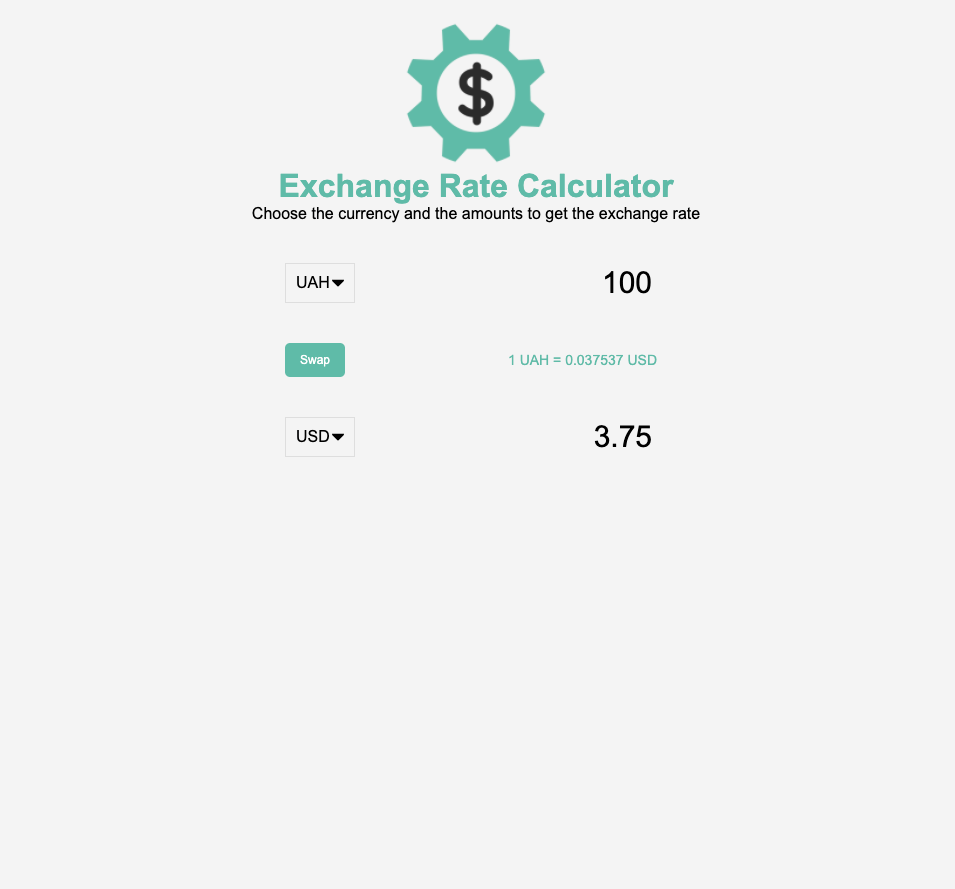 $
Exchange Rate Calculator
Choose the currency and the amounts to get the exchange rate
UAH 100
Swap 1 UAH = 0.037537 USD
USD 3.75